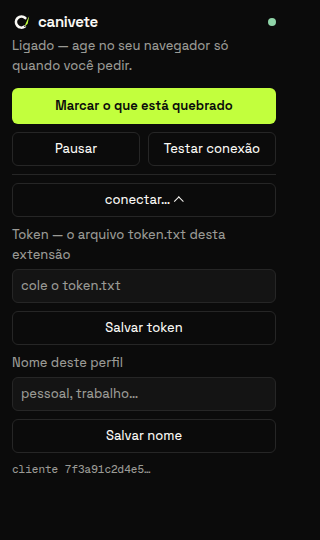 canivete
Ligado — age no seu navegador só
quando você pedir.
Marcar o que está quebrado
Pausar
Testar conexão
conectar...
Token — o arquivo token.txt desta
extensão
cole o token.txt
Salvar token
Nome deste perfil
pessoal, trabalho...
Salvar nome
cliente 7f3a91c2d4e5…